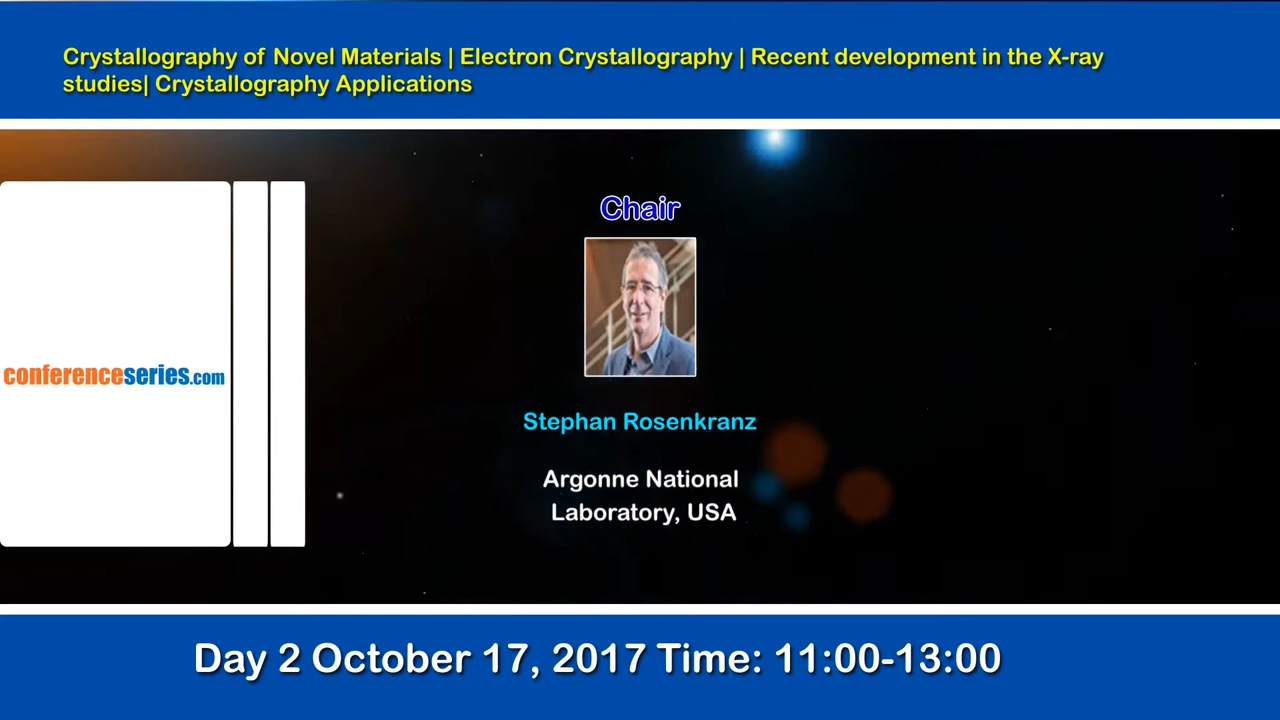 Crystallography of Novel Materials | Electron Crystallography | Recent development in the X-ray
studies| Crystallography Applications
Chair
conferenceseries.com
Stephan Rosenkranz
Argonne National
Laboratory, USA
Day 2 October 17, 2017 Time: 11:00-13:00